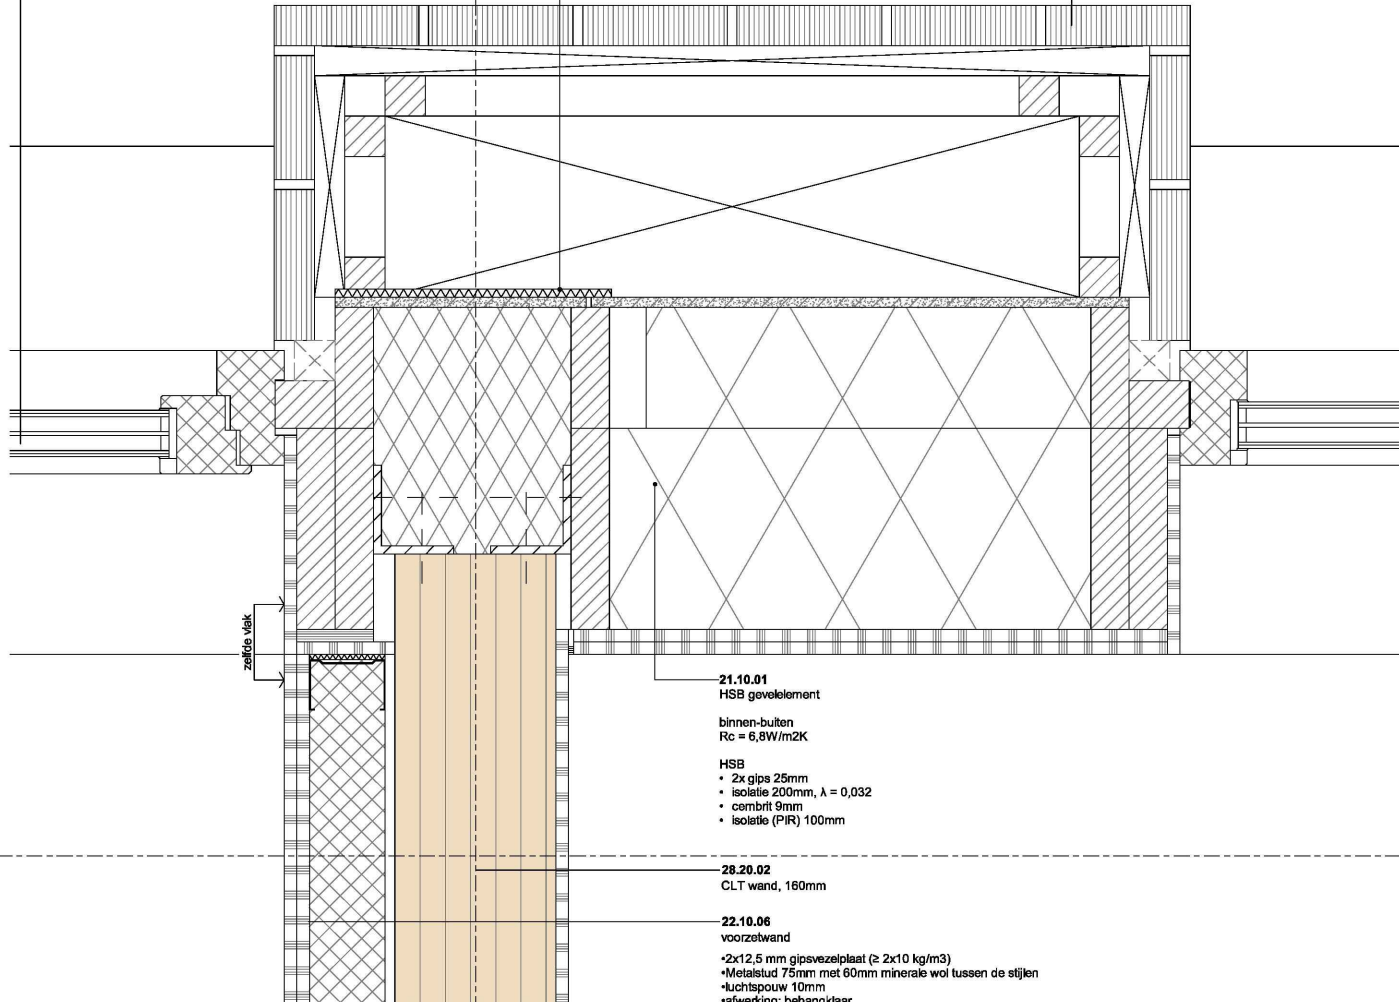 zelfde vlak
21.10.01
HSB gevelelement
binnen-buiten
Rc = 6,8W/m2K
HSB
• 2x gips 25mm
• isolatie 200mm, λ = 0,032
• cembrit 9mm
• isolatie (PIR) 100mm
28.20.02
CLT wand, 160mm
22.10.06
voorzetwand
•2x12,5 mm gipsvezelplaat (≥ 2x10 kg/m3)
•Metalstud 75mm met 60mm minerale wol tussen de stijlen
•luchtspouw 10mm
•afwerking: behangklaar